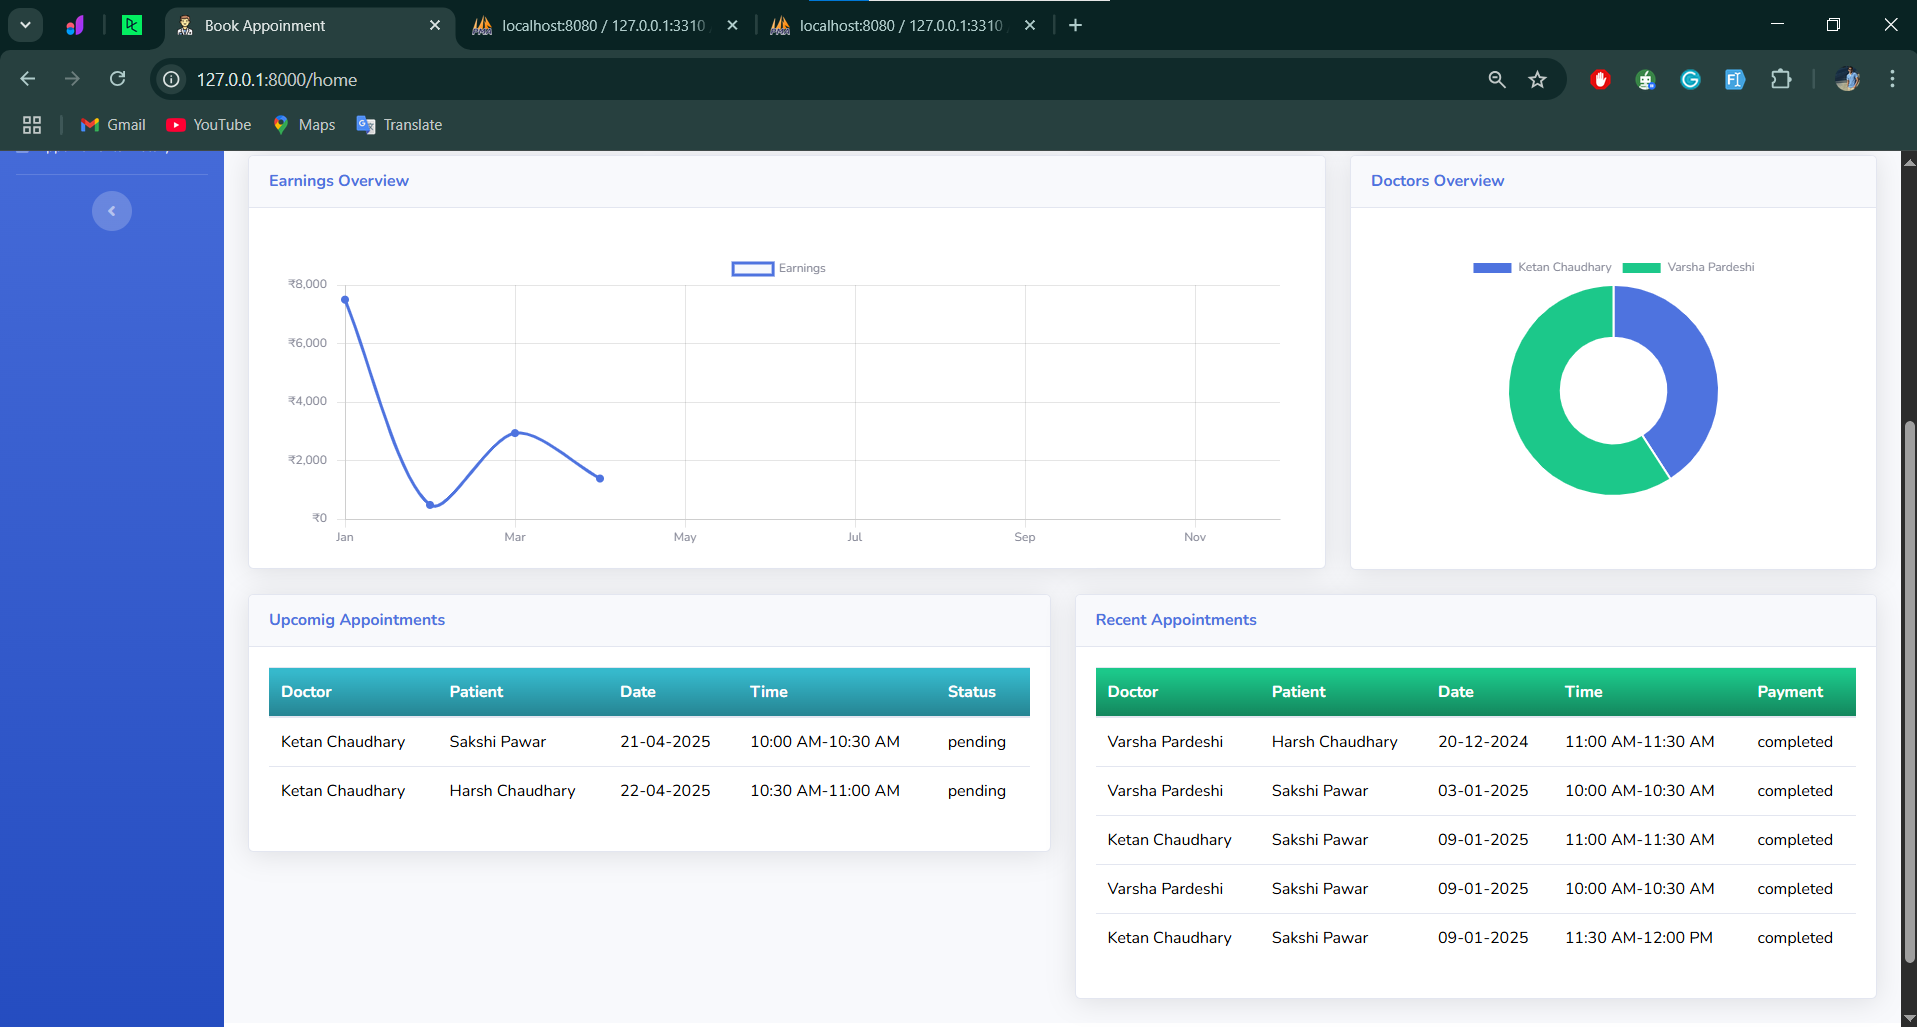 Book Appoinment
localhost:8080 / 127.0.0.1:3310
localhost:8080 / 127.0.0.1:3310
127.0.0.1:8000/home
Gmail
YouTube
Maps
Translate
Earnings Overview
Earnings
₹8,000
₹6,000
₹4,000
₹2,000
₹0
Jan Mar May Jul Sep Nov
Doctors Overview
Ketan Chaudhary Varsha Pardeshi
Upcomig Appointments
Doctor Patient Date Time Status
Ketan Chaudhary Sakshi Pawar 21-04-2025 10:00 AM-10:30 AM pending
Ketan Chaudhary Harsh Chaudhary 22-04-2025 10:30 AM-11:00 AM pending
Recent Appointments
Doctor Patient Date Time Payment
Varsha Pardeshi Harsh Chaudhary 20-12-2024 11:00 AM-11:30 AM completed
Varsha Pardeshi Sakshi Pawar 03-01-2025 10:00 AM-10:30 AM completed
Ketan Chaudhary Sakshi Pawar 09-01-2025 11:00 AM-11:30 AM completed
Varsha Pardeshi Sakshi Pawar 09-01-2025 10:00 AM-10:30 AM completed
Ketan Chaudhary Sakshi Pawar 09-01-2025 11:30 AM-12:00 PM completed